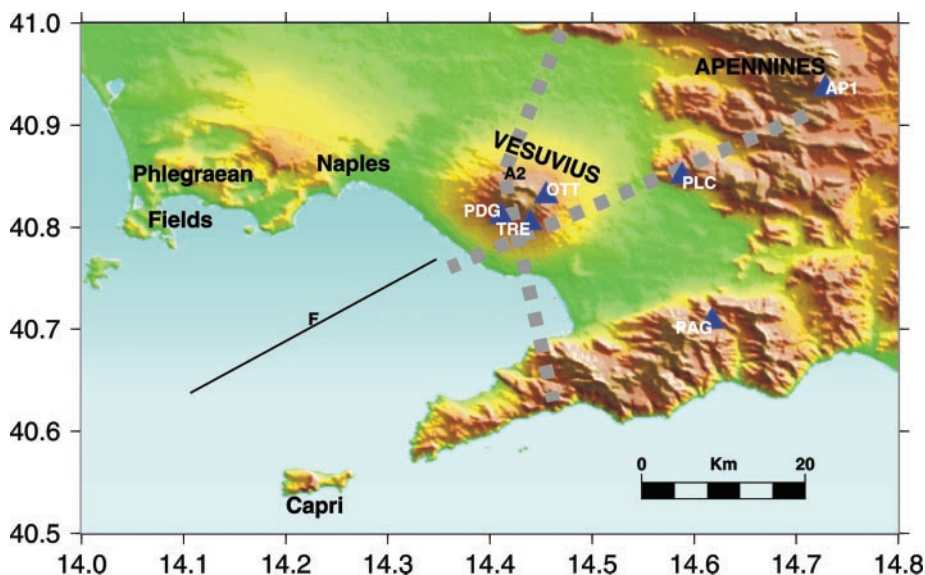 41.0
APENNINES
AP1
40.9
VESUVIUS
Naples
A2
Phlegraean
OTT
PLC
PDG
Fields
TRE
40.8
F
40.7
RAG
40.6
0 Km 20
Capri
40.5
14.0 14.1 14.2 14.3 14.4 14.5 14.6 14.7 14.8